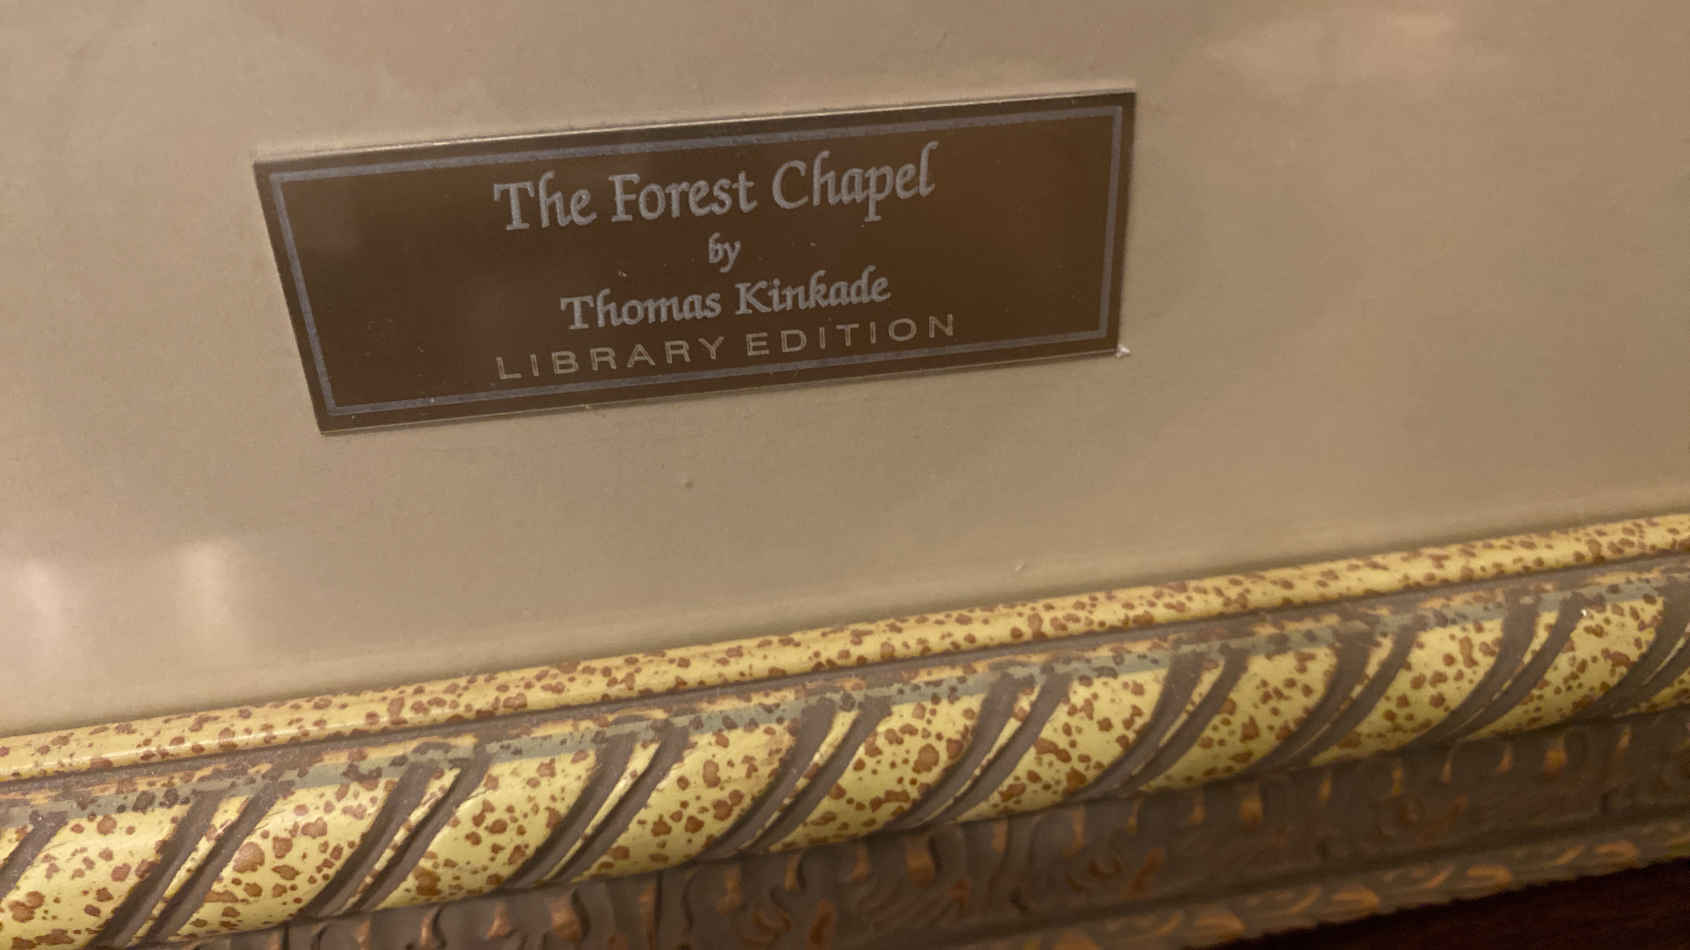 The Forest Chapel
by
Thomas Kinkade
LIBRARY EDITION